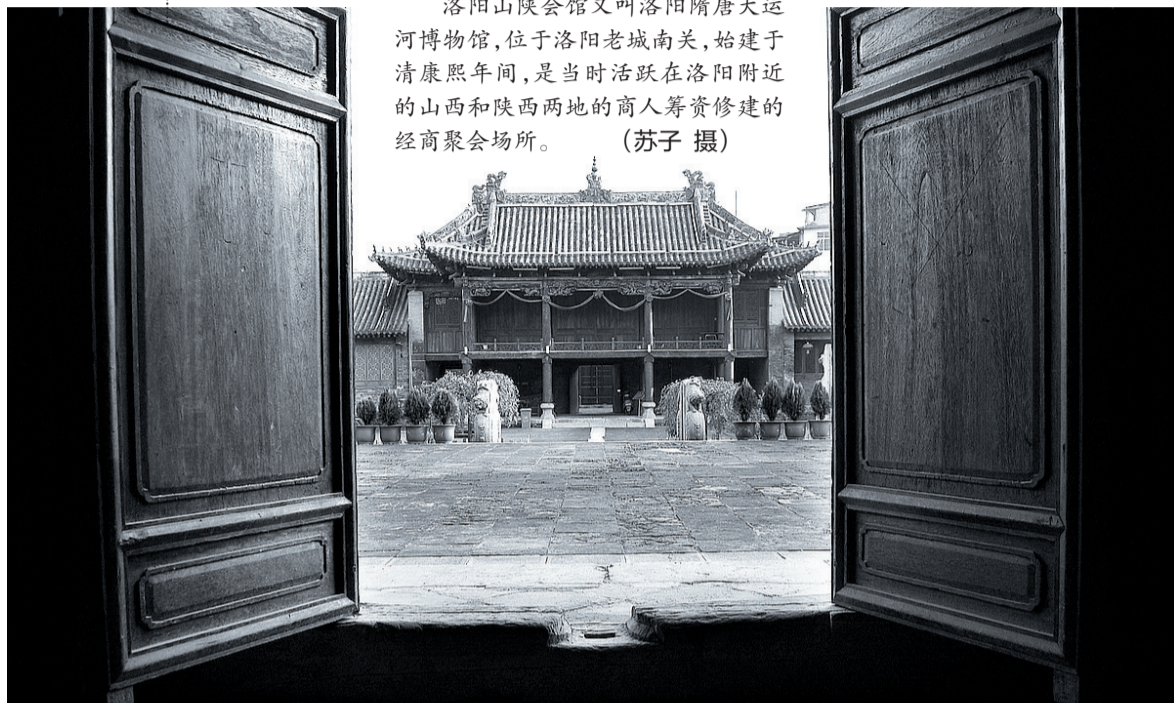 洛阳山陕会馆又叫洛阳隋唐大运
河博物馆，位于洛阳老城南关，始建于
清康熙年间，是当时活跃在洛阳附近
的山西和陕西两地的商人筹资修建的
经商聚会场所。 （苏子 摄）